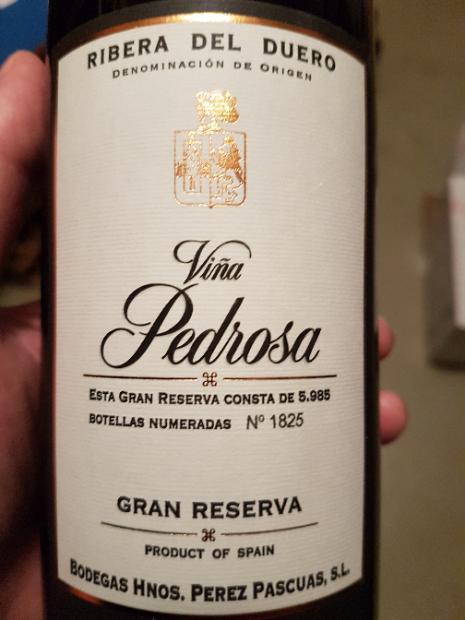 RIBERA DEL DUERO
DENOMINACIÓN DE ORIGEN
Viña
Pedrosa
ESTA GRAN RESERVA CONSTA DE 5.985
BOTELLAS NUMERADAS Nº 1825
GRAN RESERVA
PRODUCT OF SPAIN
BODEGAS HNOS. PEREZ PASCUAS, S.L.